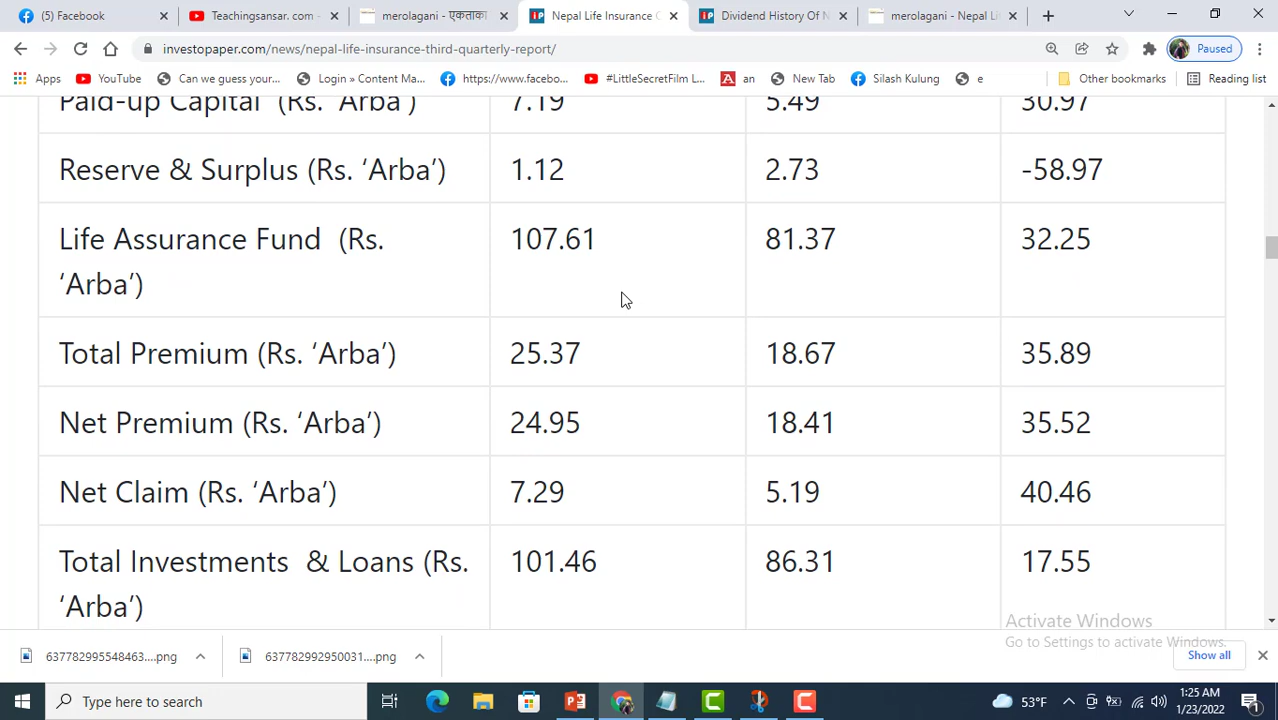 (5) Facebook
Teachingsansar.com -
merolagani - एकताका
Nepal Life Insurance C
Dividend History Of N
merolagani - Nepal Li
investopaper.com/news/nepal-life-insurance-third-quarterly-report/
Paused
Apps
YouTube
Can we guess your...
Login » Content Ma...
https://www.facebo...
#LittleSecretFilm L...
an
New Tab
Silash Kulung
e
Other bookmarks
Reading list
Paid-up Capital (Rs. ‘Arba’) 7.19 5.49 30.97
Reserve & Surplus (Rs. ‘Arba’) 1.12 2.73 -58.97
Life Assurance Fund (Rs. 107.61 81.37 32.25
‘Arba’)
Total Premium (Rs. ‘Arba’) 25.37 18.67 35.89
Net Premium (Rs. ‘Arba’) 24.95 18.41 35.52
Net Claim (Rs. ‘Arba’) 7.29 5.19 40.46
Total Investments & Loans (Rs. 101.46 86.31 17.55
‘Arba’)
Activate Windows
Go to Settings to activate Windows.
637782995548463....png
637782992950031....png
Show all
Type here to search
53°F
1:25 AM
1/23/2022